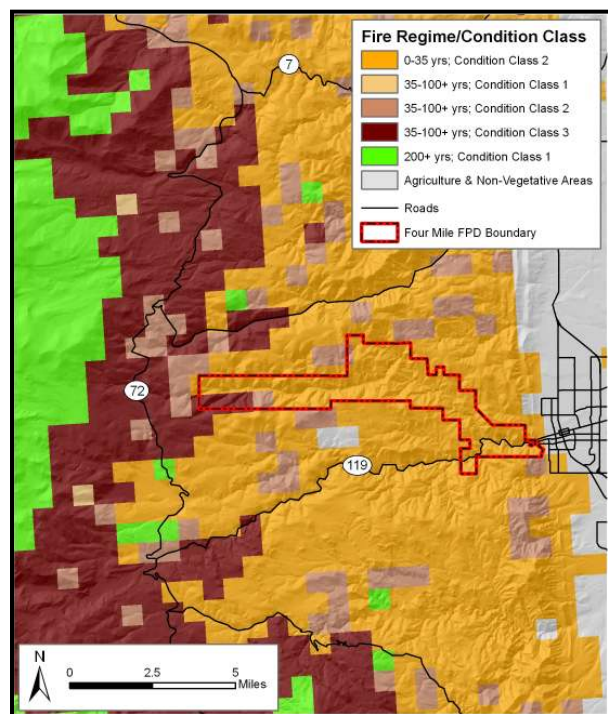 Fire Regime/Condition Class
0-35 yrs; Condition Class 2
35-100+ yrs; Condition Class 1
35-100+ yrs; Condition Class 2
35-100+ yrs; Condition Class 3
200+ yrs; Condition Class 1
Agriculture & Non-Vegetative Areas
Roads
Four Mile FPD Boundary
7
72
119
N
0 2.5 5
Miles